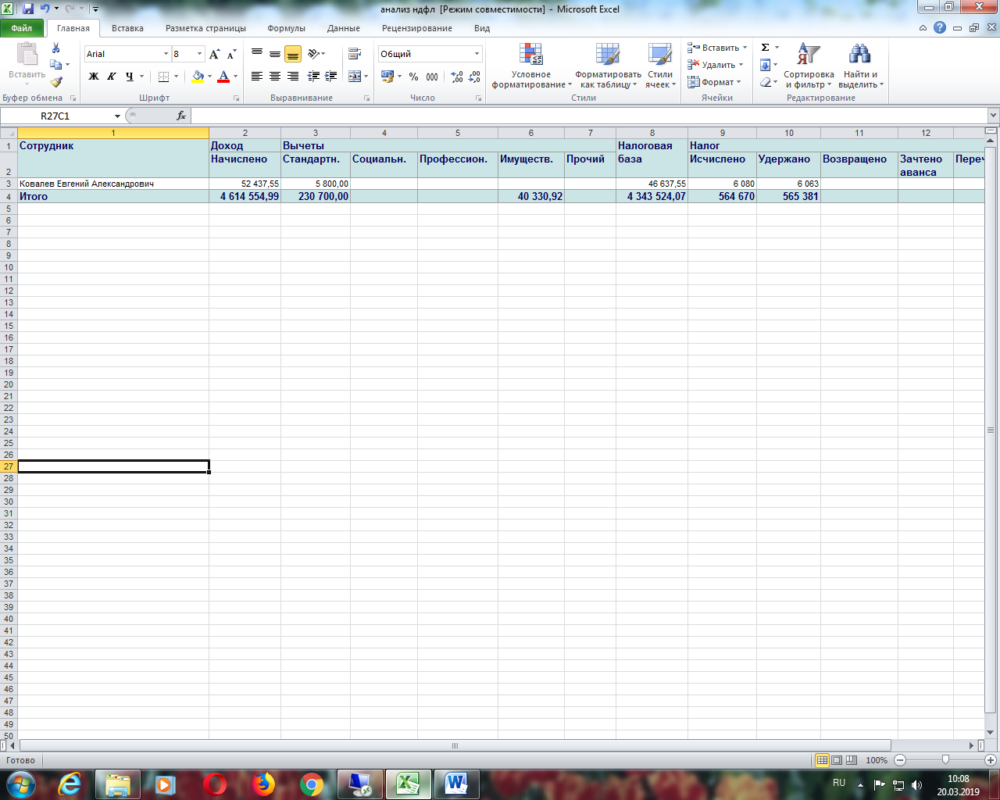 анализ ндфл  [Режим совместимости]  -  Microsoft Excel
Файл Главная Вставка Разметка страницы Формулы Данные Рецензирование Вид
Вставить
Буфер обмена
Arial 8
Ж К Ч
Шрифт
Выравнивание
Общий
% 000
Число
Условное форматирование
Форматировать как таблицу
Стили ячеек
Стили
Вставить
Удалить
Формат
Ячейки
Σ
Сортировка и фильтр
Найти и выделить
Редактирование
R27C1 fx
1 2 3 4 5 6 7 8 9 10 11 12
1 Сотрудник Доход Вычеты Налоговая Налог
2 Начислено Стандартн. Социальн. Профессион. Имуществ. Прочий база Исчислено Удержано Возвращено Зачтено аванса Переч
3 Ковалев Евгений Александрович 52 437,55 5 800,00 46 637,55 6 080 6 063
4 Итого 4 614 554,99 230 700,00 40 330,92 4 343 524,07 564 670 565 381
5
6
7
8
9
10
11
12
13
14
15
16
17
18
19
20
21
22
23
24
25
26
27
28
29
30
31
32
33
34
35
36
37
38
39
40
41
42
43
44
45
46
47
48
49
50
Готово 100%
RU 10:08
20.03.2019